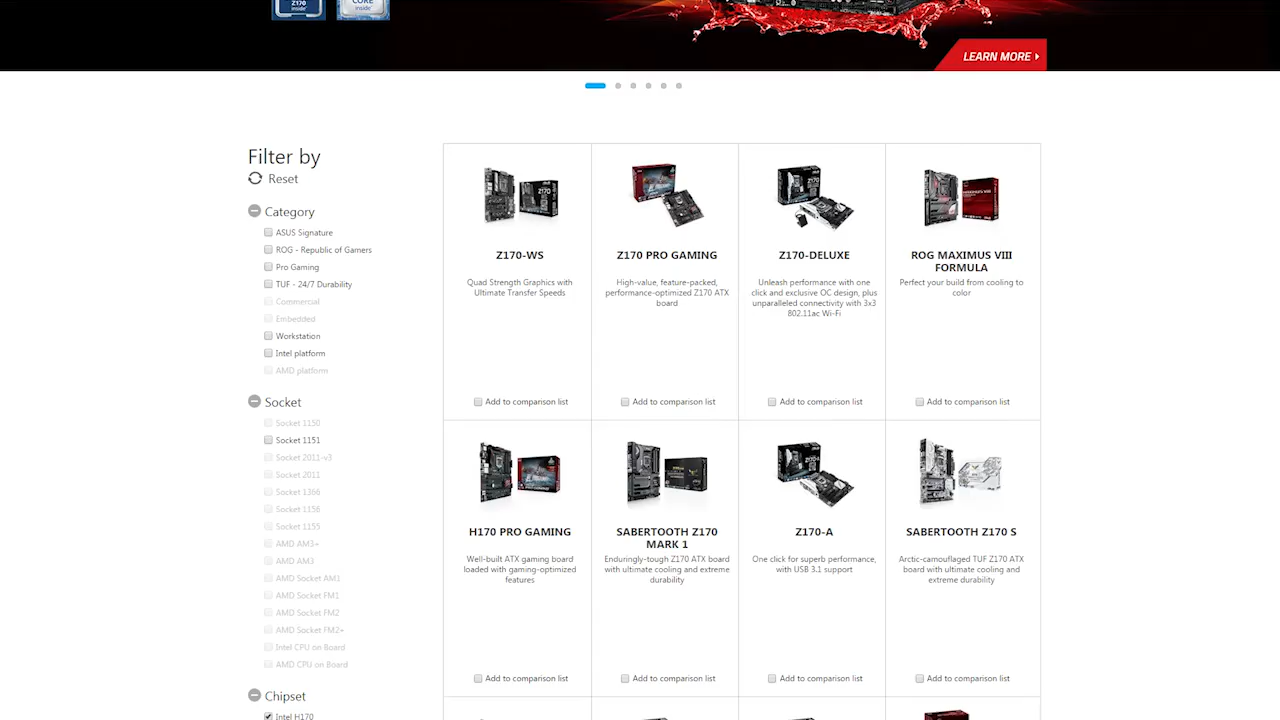 Z170
inside
CORE
inside
LEARN MORE
Filter by
Reset
Category
ASUS Signature
ROG - Republic of Gamers
Pro Gaming
TUF - 24/7 Durability
Commercial
Embedded
Workstation
Intel platform
AMD platform
Socket
Socket 1150
Socket 1151
Socket 2011-v3
Socket 2011
Socket 1366
Socket 1156
Socket 1155
AMD AM3+
AMD AM3
AMD Socket AM1
AMD Socket FM1
AMD Socket FM2
AMD Socket FM2+
Intel CPU on Board
AMD CPU on Board
Chipset
Intel H170
Z170-WS
Quad Strength Graphics with
Ultimate Transfer Speeds
Add to comparison list
Z170 PRO GAMING
High-value, feature-packed,
performance-optimized Z170 ATX
board
Add to comparison list
Z170-DELUXE
Unleash performance with one
click and exclusive OC design, plus
unparalleled connectivity with 3x3
802.11ac Wi-Fi
Add to comparison list
ROG MAXIMUS VIII
FORMULA
Perfect your build from cooling to
color
Add to comparison list
H170 PRO GAMING
Well-built ATX gaming board
loaded with gaming-optimized
features
Add to comparison list
SABERTOOTH Z170
MARK 1
Enduringly-tough Z170 ATX board
with ultimate cooling and extreme
durability
Add to comparison list
Z170-A
One click for superb performance,
with USB 3.1 support
Add to comparison list
SABERTOOTH Z170 S
Arctic-camouflaged TUF Z170 ATX
board with ultimate cooling and
extreme durability
Add to comparison list